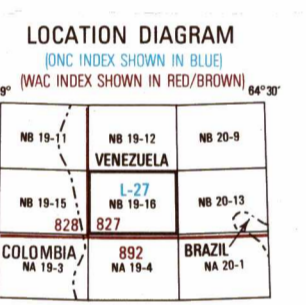 LOCATION DIAGRAM
(ONC INDEX SHOWN IN BLUE)
(WAC INDEX SHOWN IN RED/BROWN)
9° 64°30'
NB 19-11 NB 19-12 NB 20-9
VENEZUELA
L-27
NB 19-15 NB 19-16 NB 20-13
828 827
COLOMBIA 892 BRAZIL
NA 19-3 NA 19-4 NA 20-1